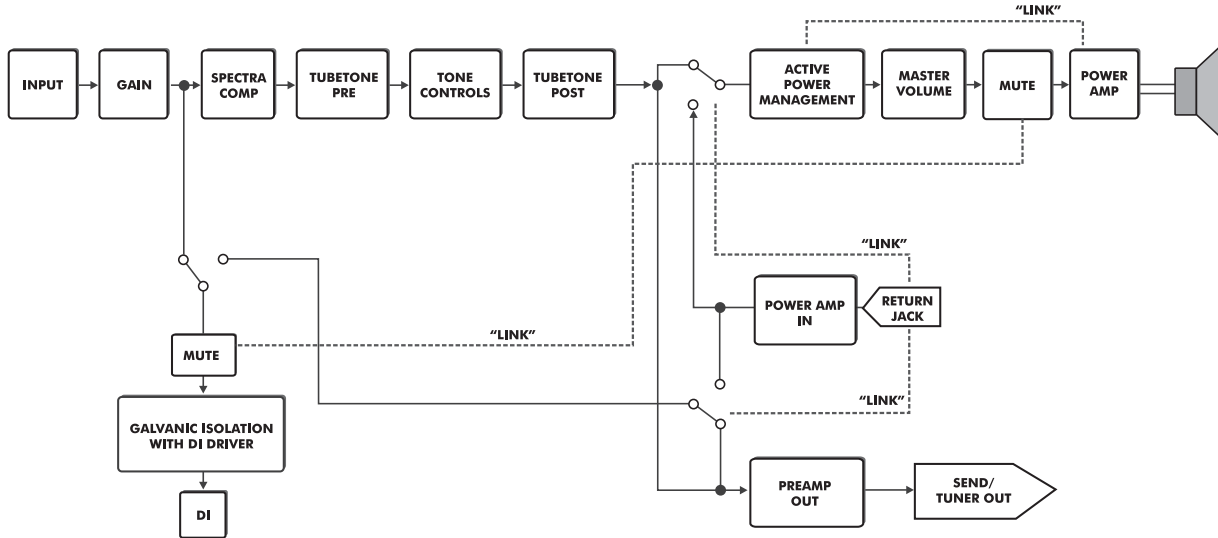 “LINK”
INPUT
GAIN
SPECTRA
COMP
TUBETONE
PRE
TONE
CONTROLS
TUBETONE
POST
ACTIVE
POWER
MANAGEMENT
MASTER
VOLUME
MUTE
POWER
AMP
“LINK”
POWER AMP
IN
RETURN
JACK
“LINK”
MUTE
“LINK”
GALVANIC ISOLATION
WITH DI DRIVER
PREAMP
OUT
SEND/
TUNER OUT
DI